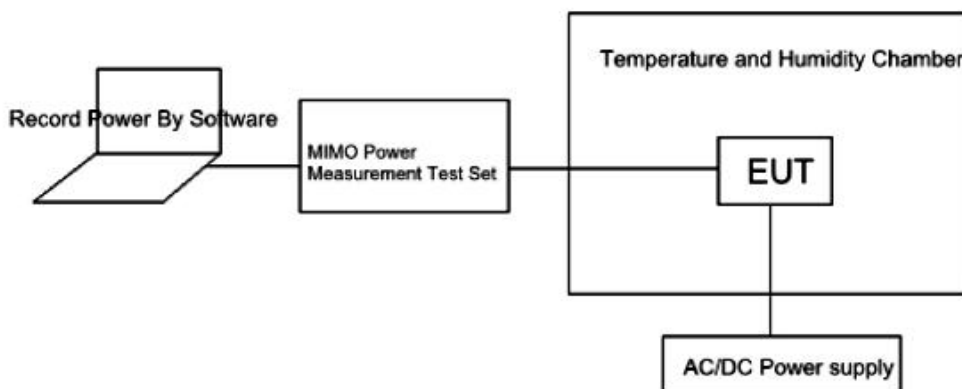 Temperature and Humidity Chamber
Record Power By Software
MIMO Power
Measurement Test Set
EUT
AC/DC Power supply